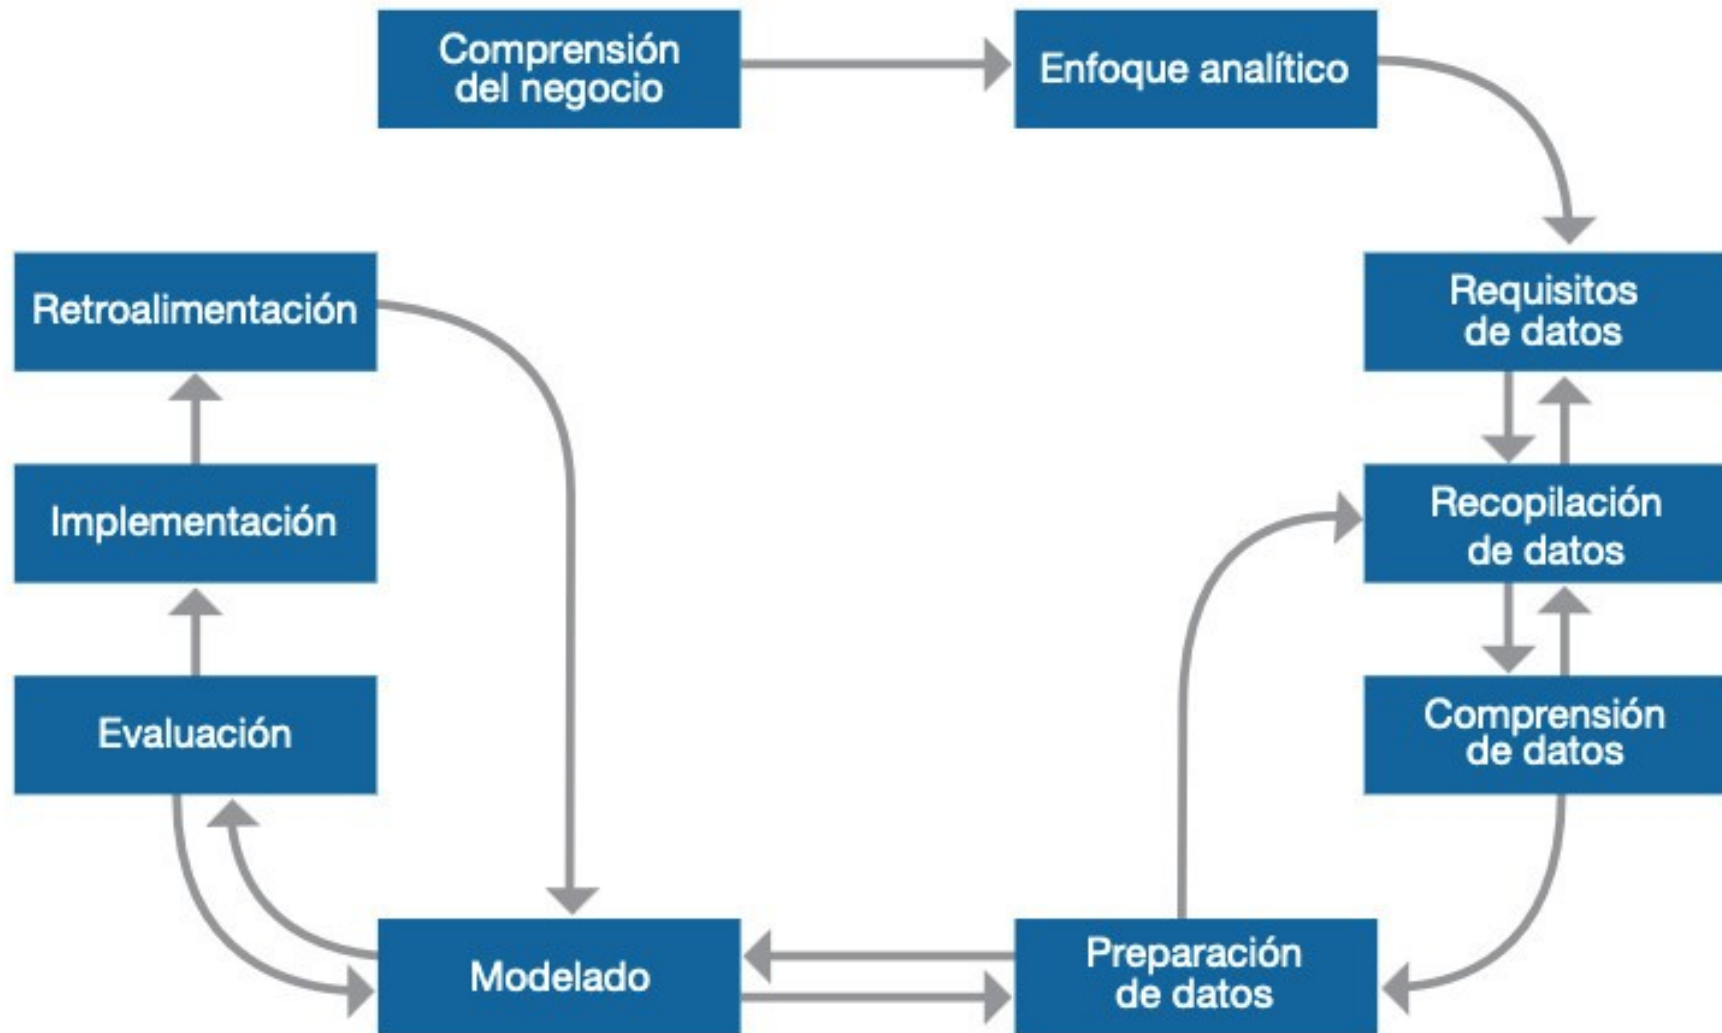 Comprensión
del negocio
Enfoque analítico
Requisitos
de datos
Retroalimentación
Recopilación
de datos
Implementación
Comprensión
de datos
Evaluación
Preparación
de datos
Modelado